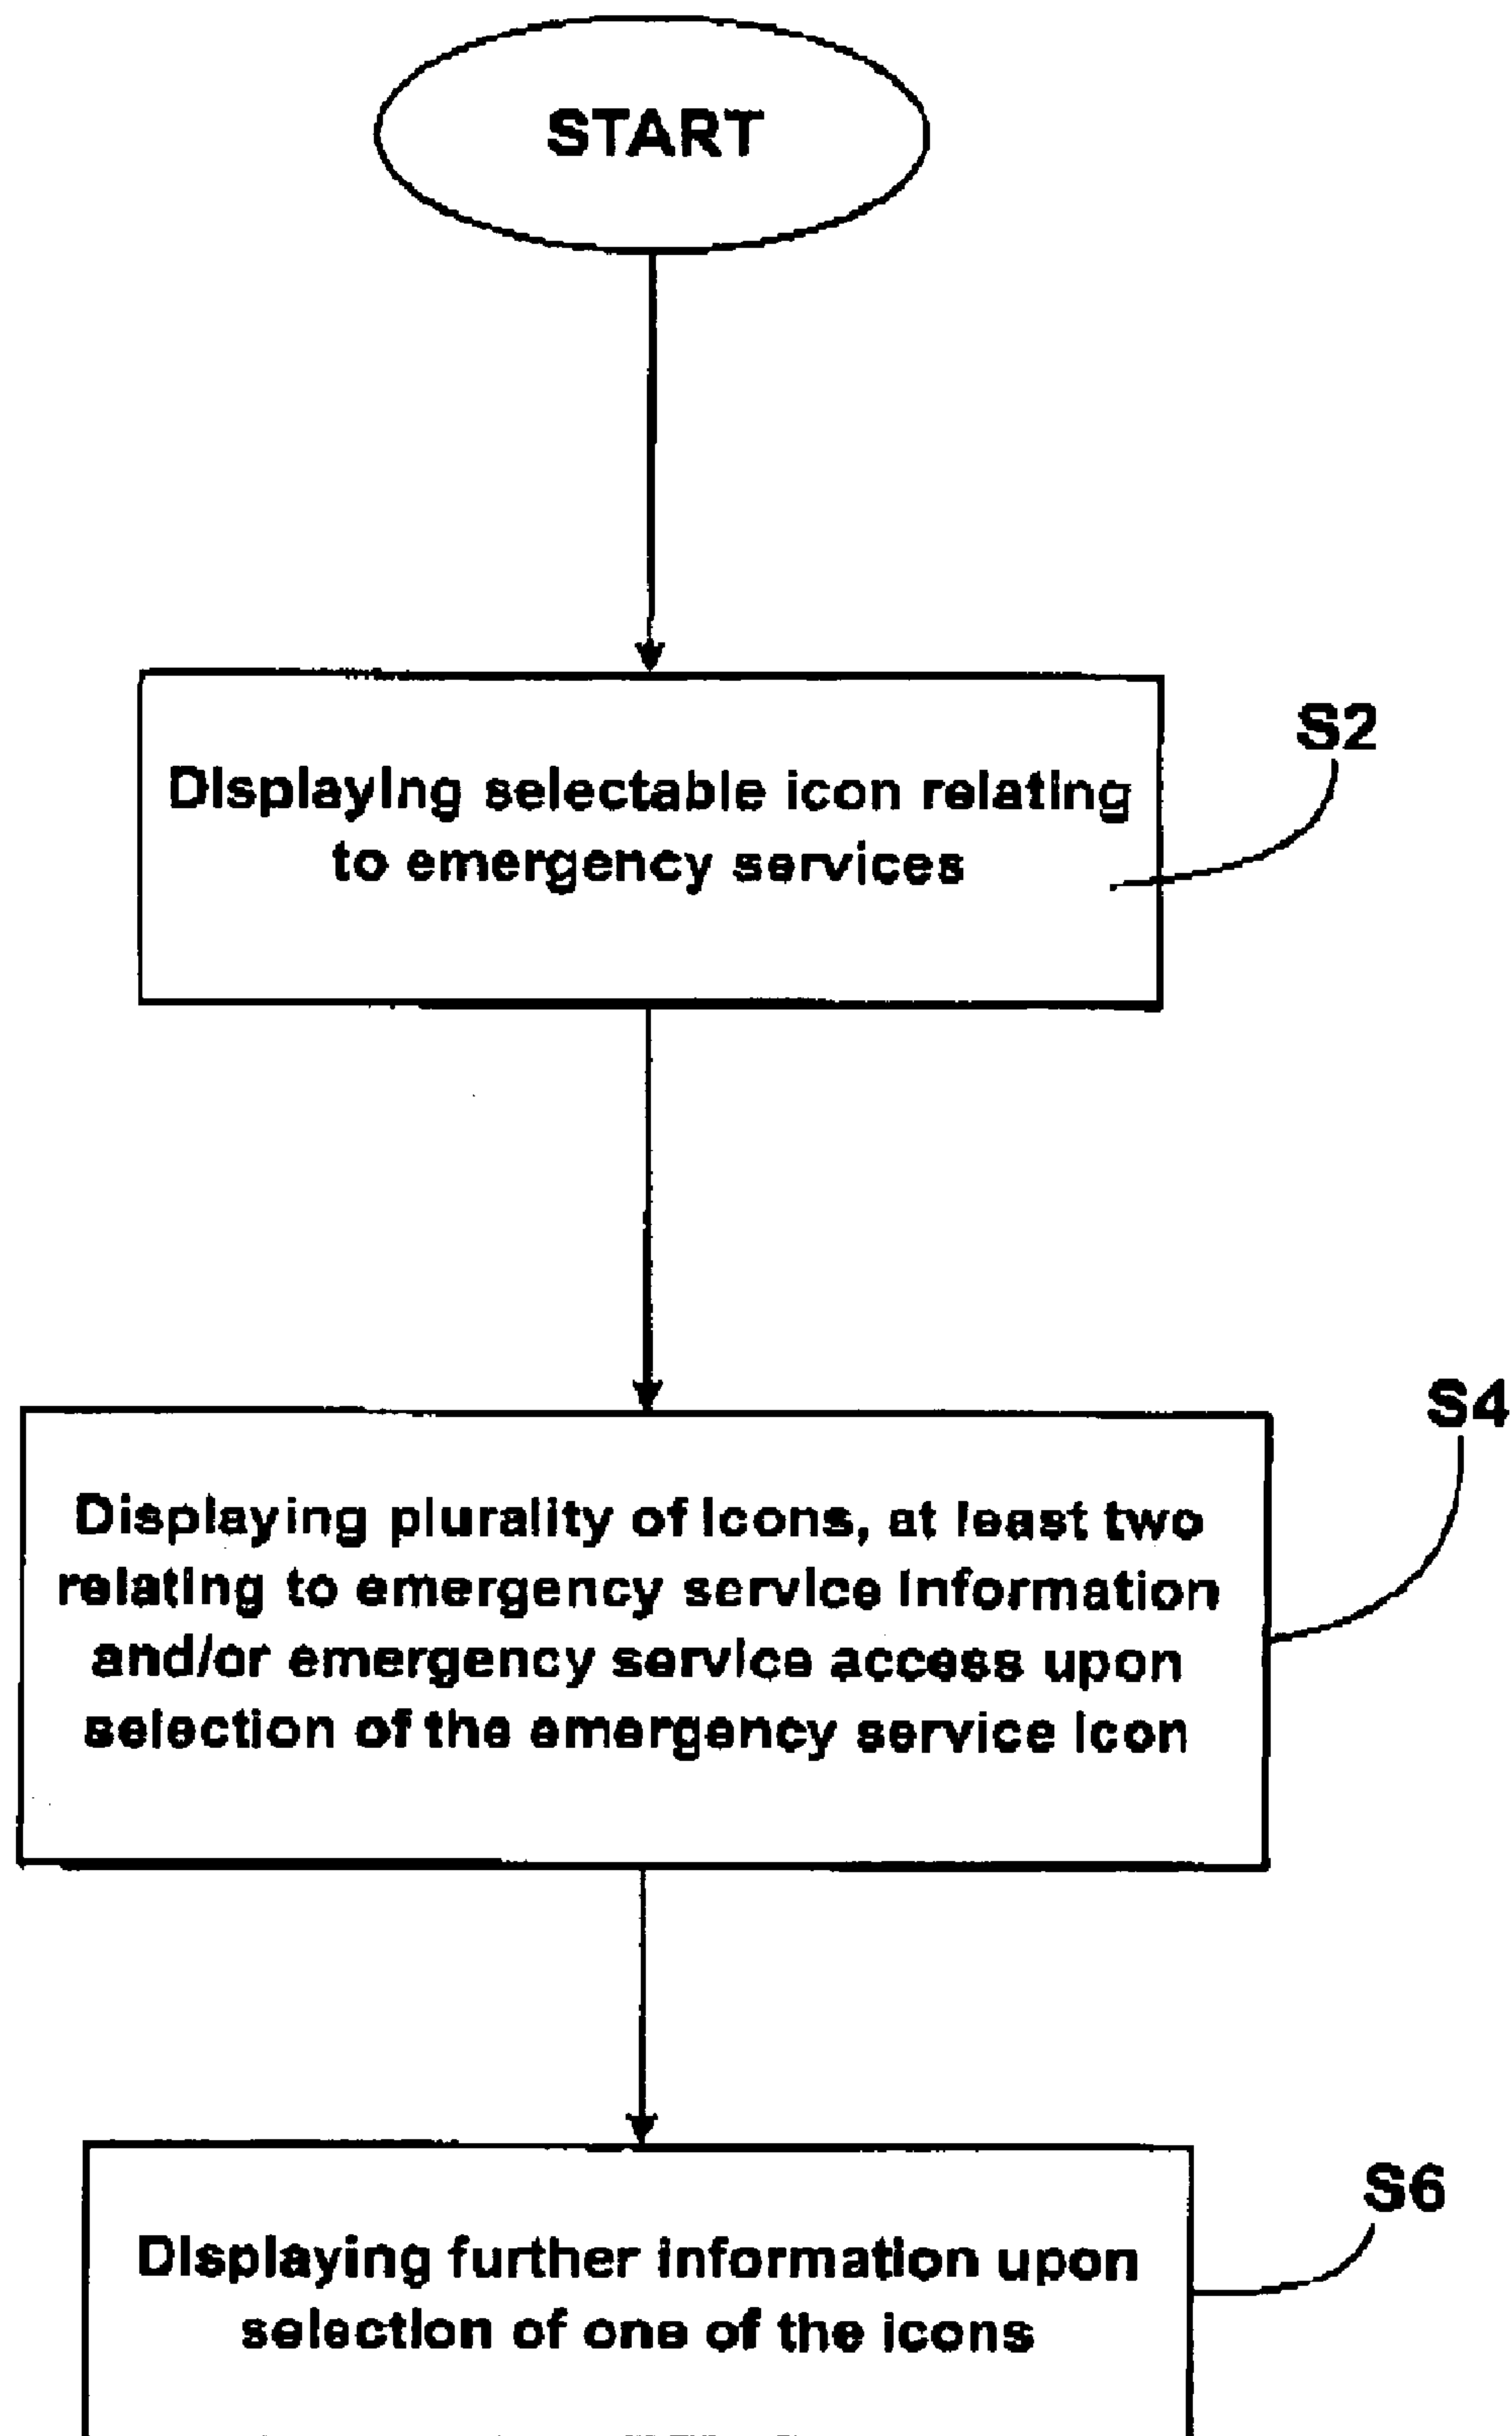 START
Displaying selectable icon relating
to emergency services
S2
Displaying plurality of icons, at least two
relating to emergency service information
and/or emergency service access upon
selection of the emergency service icon
S4
Displaying further information upon
selection of one of the icons
S6